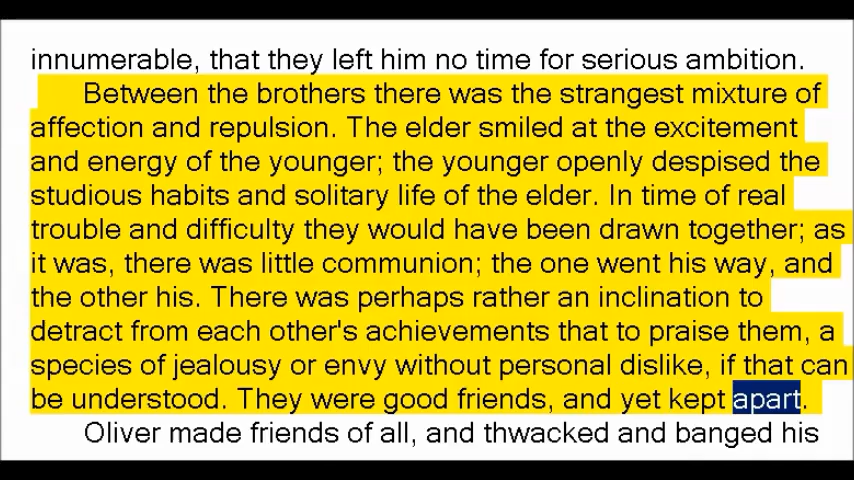 innumerable, that they left him no time for serious ambition.
Between the brothers there was the strangest mixture of
affection and repulsion. The elder smiled at the excitement
and energy of the younger; the younger openly despised the
studious habits and solitary life of the elder. In time of real
trouble and difficulty they would have been drawn together; as
it was, there was little communion; the one went his way, and
the other his. There was perhaps rather an inclination to
detract from each other's achievements that to praise them, a
species of jealousy or envy without personal dislike, if that can
be understood. They were good friends, and yet kept apart.
Oliver made friends of all, and thwacked and banged his